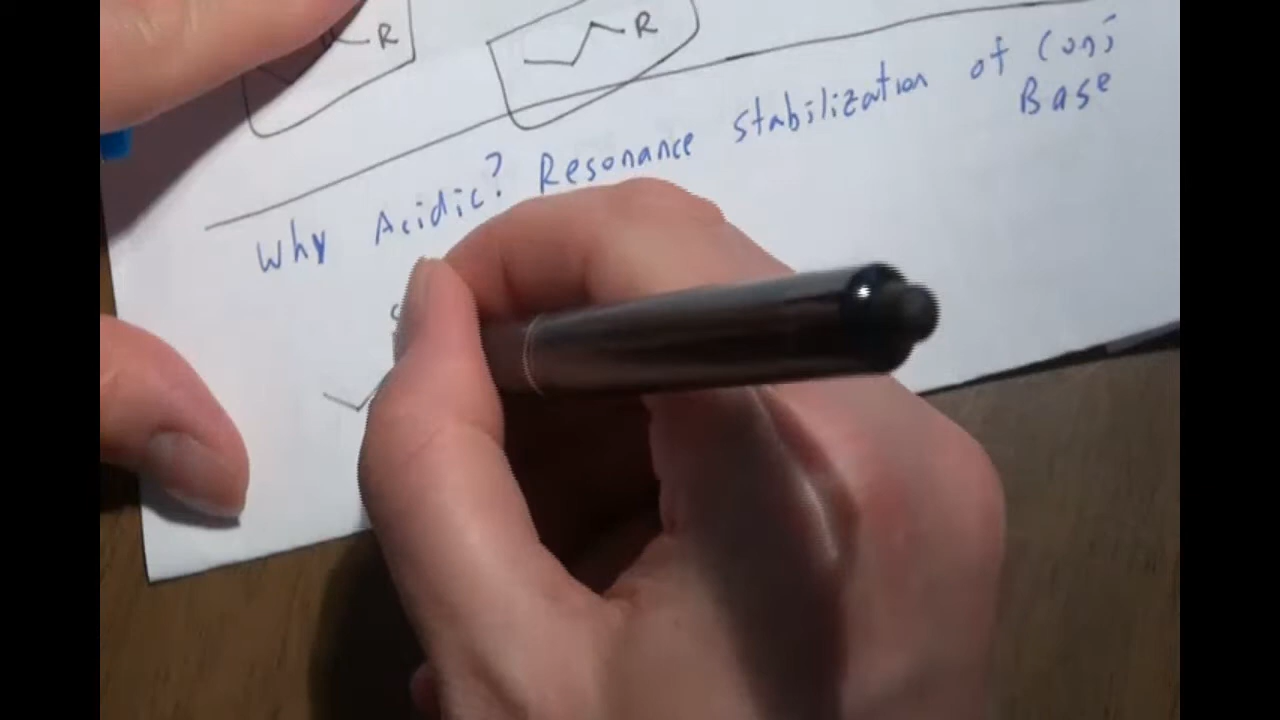 R
R
Why Acidic? Resonance Stabilization of Conj
Base